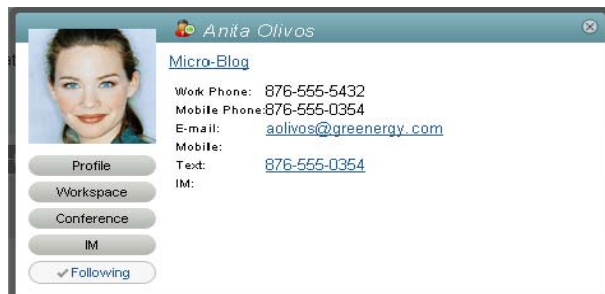 Anita Olivos
Micro-Blog
Work Phone: 876-555-5432
Mobile Phone:876-555-0354
E-mail: aolivos@greenergy.com
Mobile:
Text: 876-555-0354
IM:
Profile
Workspace
Conference
IM
Following